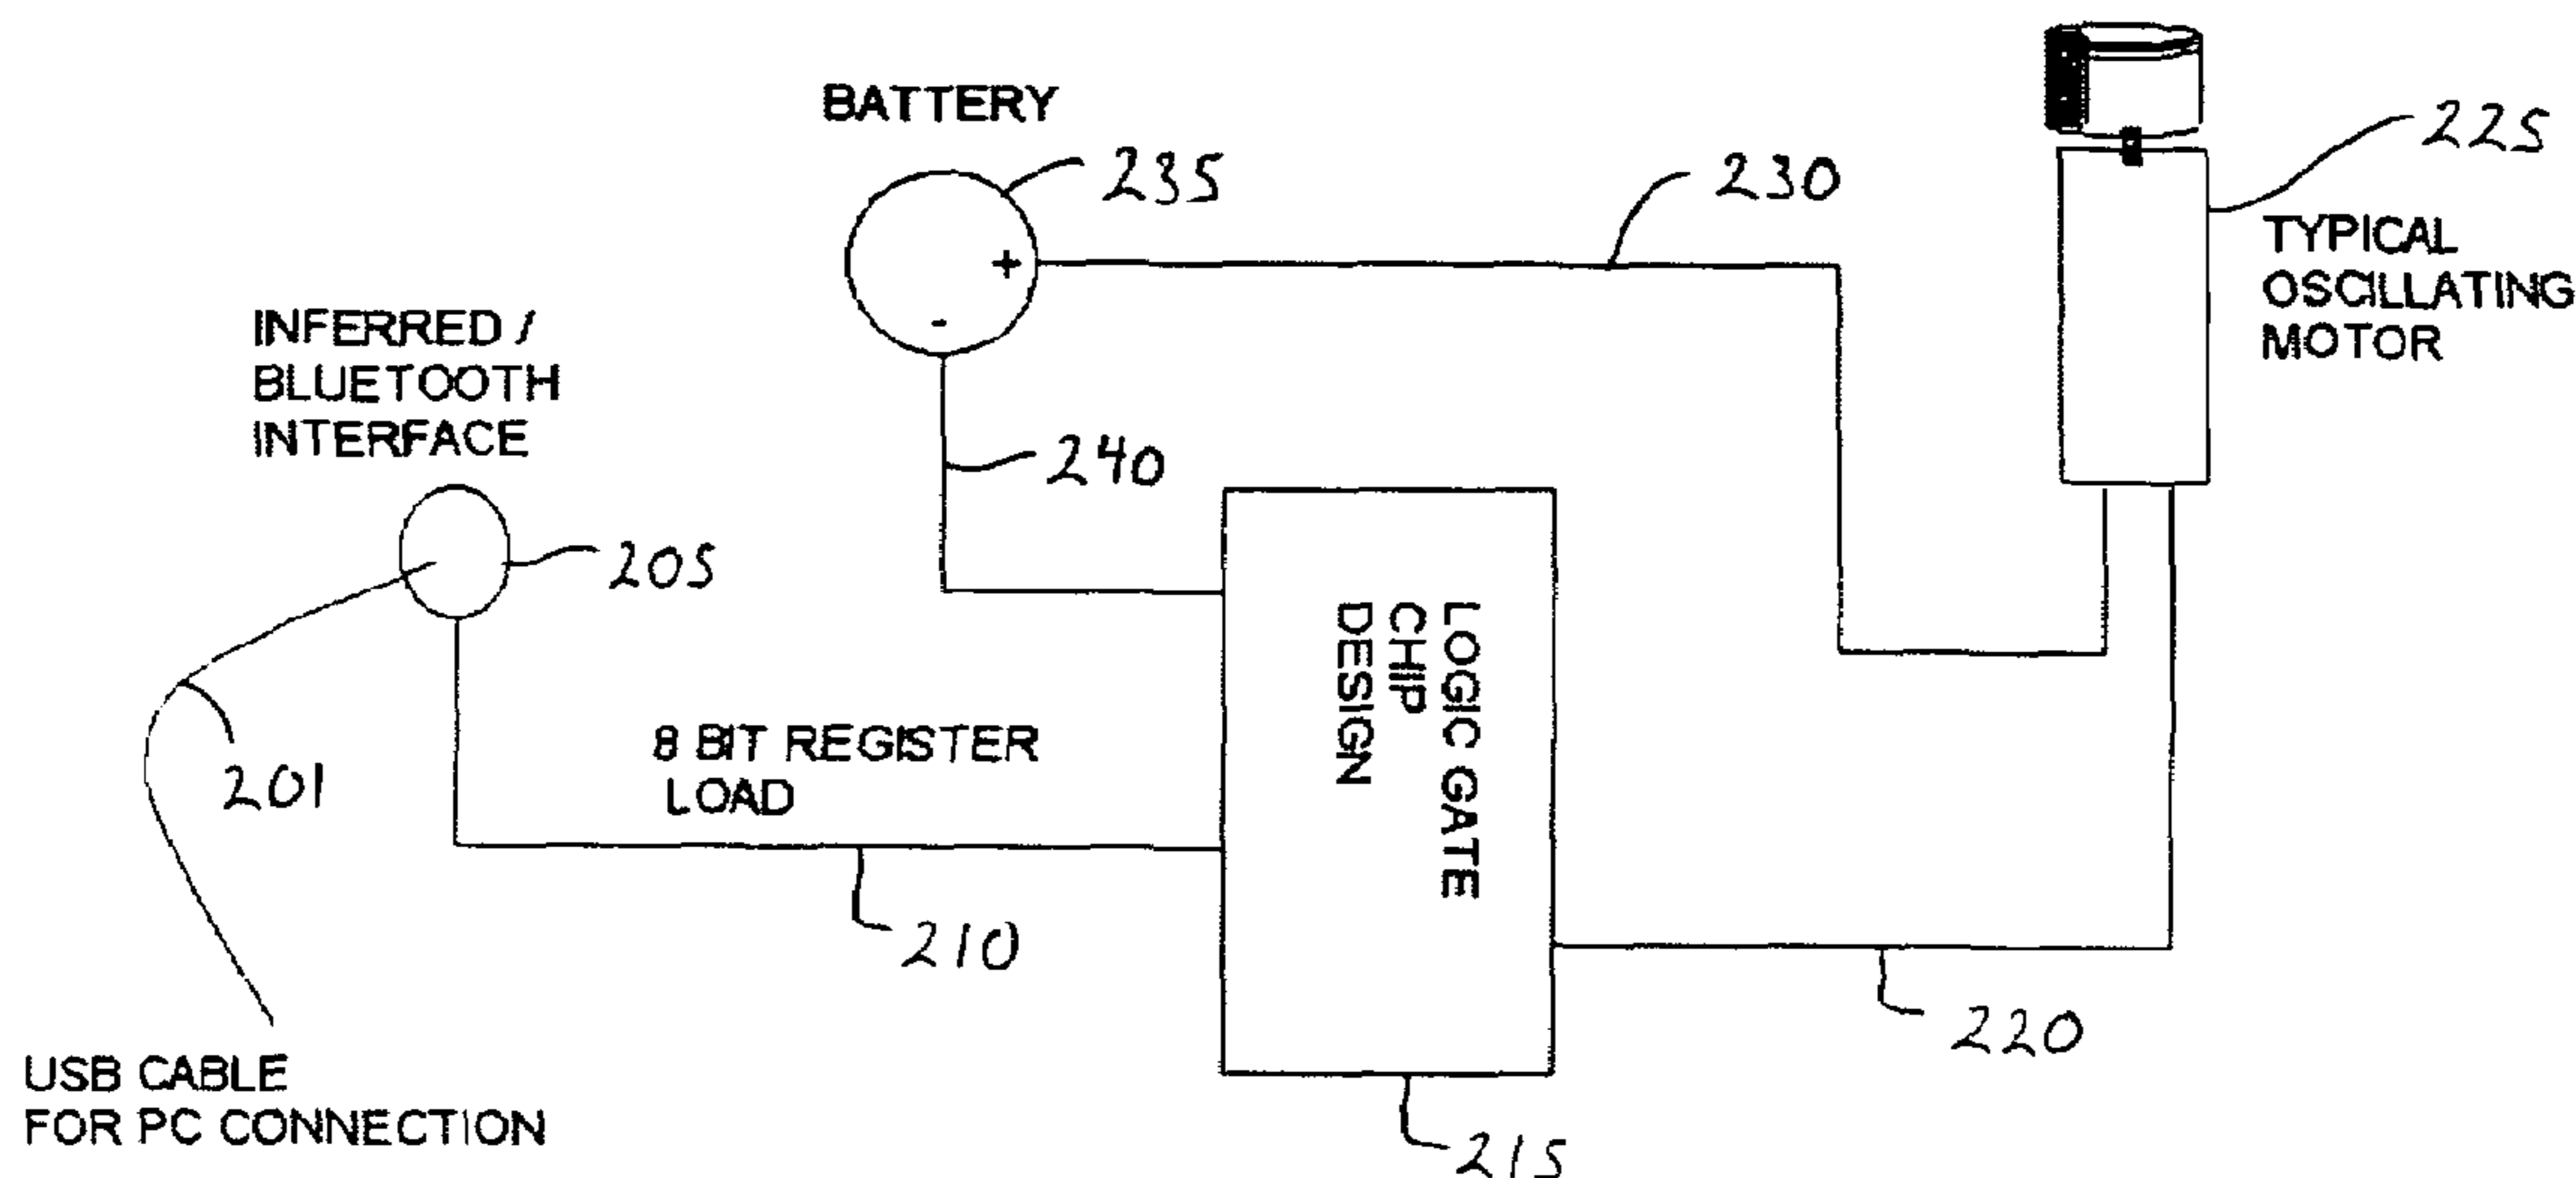 BATTERY
235
+
-
230
225
TYPICAL
OSCILLATING
MOTOR
INFERRED /
BLUETOOTH
INTERFACE
240
205
201
8 BIT REGISTER
LOAD
210
LOGIC GATE
CHIP
DESIGN
220
215
USB CABLE
FOR PC CONNECTION